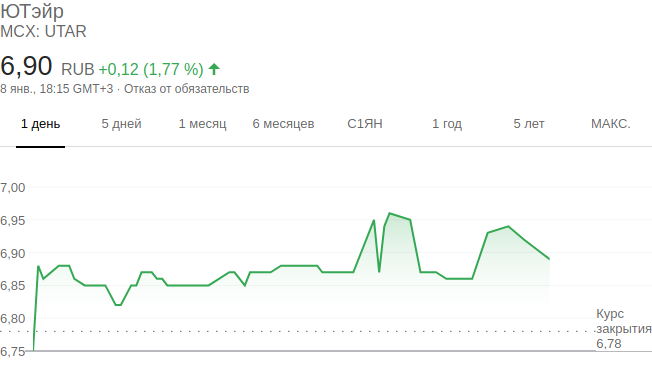 ЮТэйр
MCX: UTAR
6,90 RUB +0,12 (1,77 %)
8 янв., 18:15 GMT+3 · Отказ от обязательств
1 день 5 дней 1 месяц 6 месяцев С1ЯН 1 год 5 лет МАКС.
7,00
6,95
6,90
6,85
6,80
6,75
Курс
закрытия
6,78